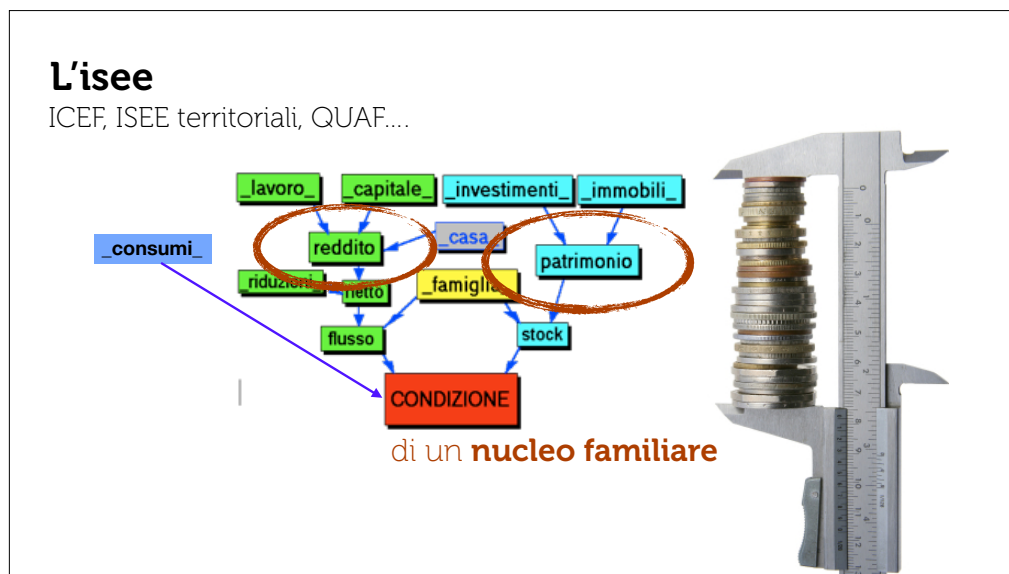 L'isee
ICEF, ISEE territoriali, QUAF....
_lavoro_
_capitale_
_investimenti_
_immobili_
_consumi_
reddito
_casa_
patrimonio
_riduzioni_
netto
_famiglia_
flusso
stock
CONDIZIONE
di un nucleo familiare